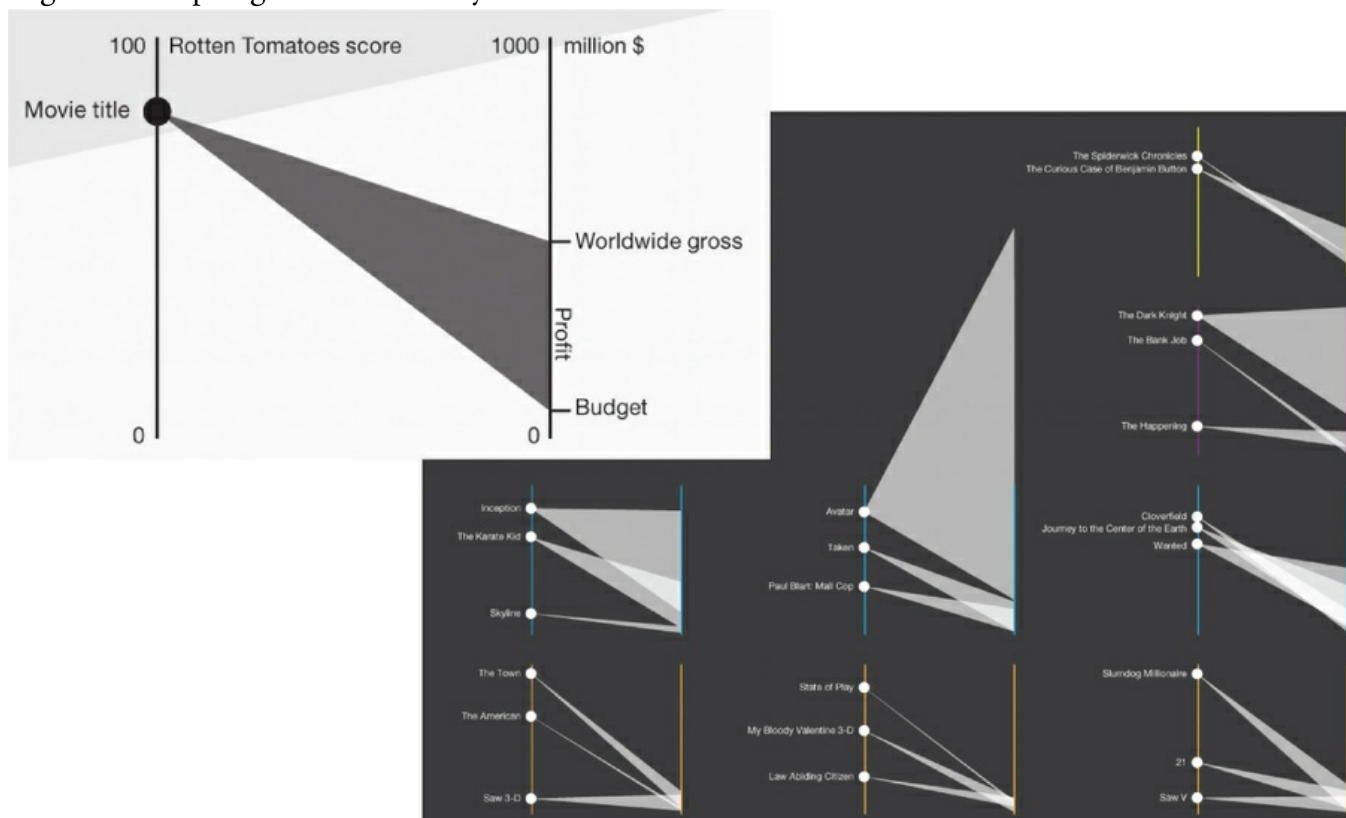 100 Rotten Tomatoes score
1000 million $
Movie title
Worldwide gross
Profit
Budget
0
0
The Spiderwick Chronicles
The Curious Case of Benjamin Button
The Dark Knight
The Bank Job
The Happening
Inception
The Karate Kid
Skyline
Avatar
Taken
Paul Blart: Mall Cop
Cloverfield
Journey to the Center of the Earth
Wanted
The Town
The American
Saw 3-D
State of Play
My Bloody Valentine 3-D
Law Abiding Citizen
Slumdog Millionaire
21
Saw V